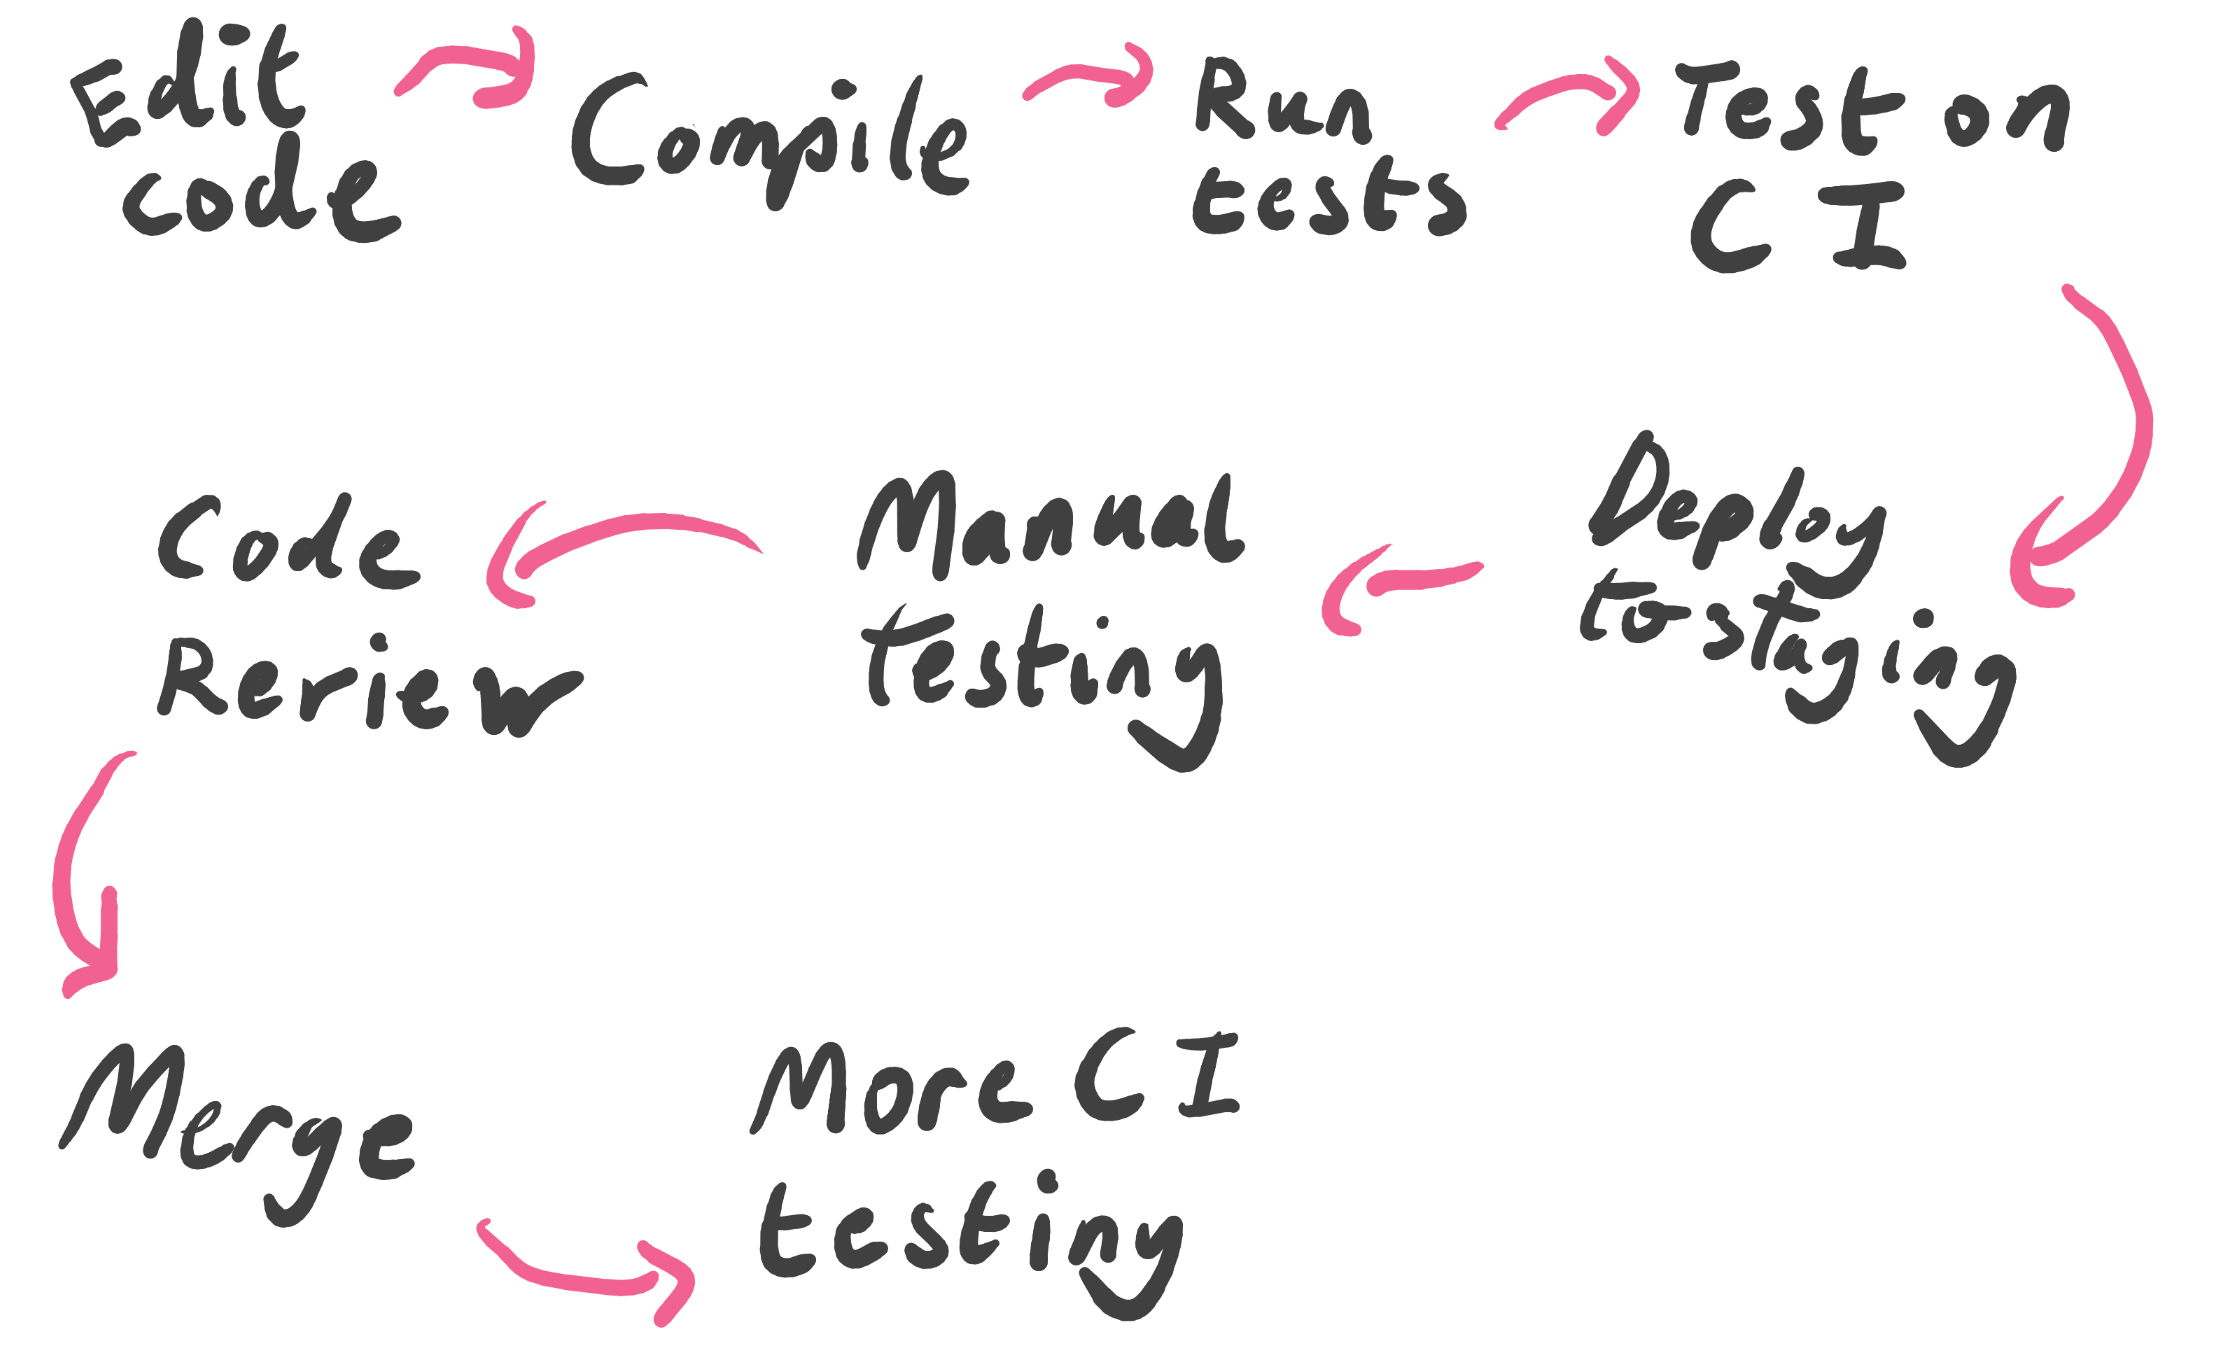 Edit
code
Compile
Run
tests
Test on
CI
Deploy
to staging
Manual
testing
Code
Review
Merge
More CI
testing